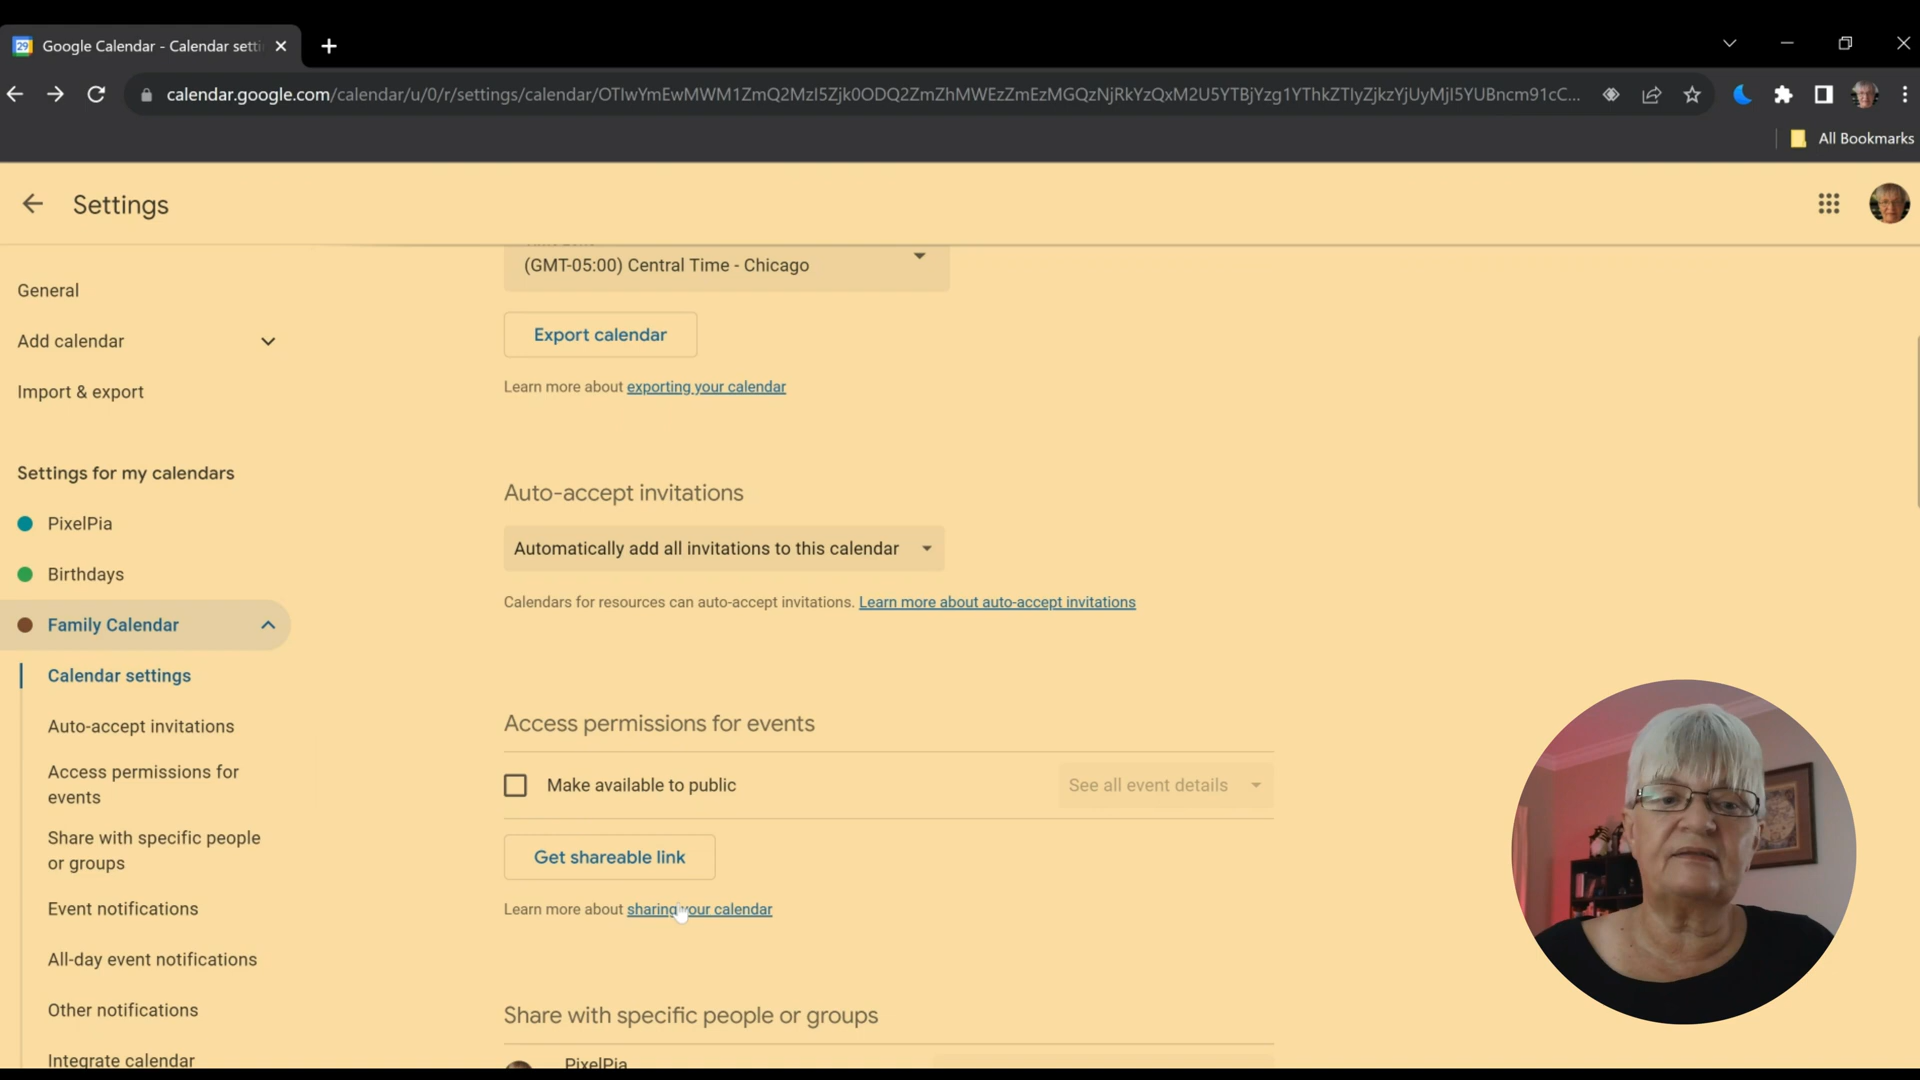 29
Google Calendar - Calendar setti
calendar.google.com/calendar/u/0/r/settings/calendar/OTIwYmEwMWM1ZmQ2MzI5Zjk0ODQ2ZmZhMWEzZmEzMGQzNjRkYzQxM2U5YTBjYzg1YThkZTIyZjkzYjUyMjI5YUBncm91cC...
All Bookmarks
Settings
(GMT-05:00) Central Time - Chicago
General
Add calendar
Export calendar
Import & export
Learn more about exporting your calendar
Settings for my calendars
Auto-accept invitations
PixelPia
Automatically add all invitations to this calendar
Birthdays
Calendars for resources can auto-accept invitations. Learn more about auto-accept invitations
Family Calendar
Calendar settings
Auto-accept invitations
Access permissions for events
Access permissions for
events
Make available to public
See all event details
Share with specific people
or groups
Get shareable link
Event notifications
Learn more about sharing your calendar
All-day event notifications
Other notifications
Share with specific people or groups
Integrate calendar
PixelPia